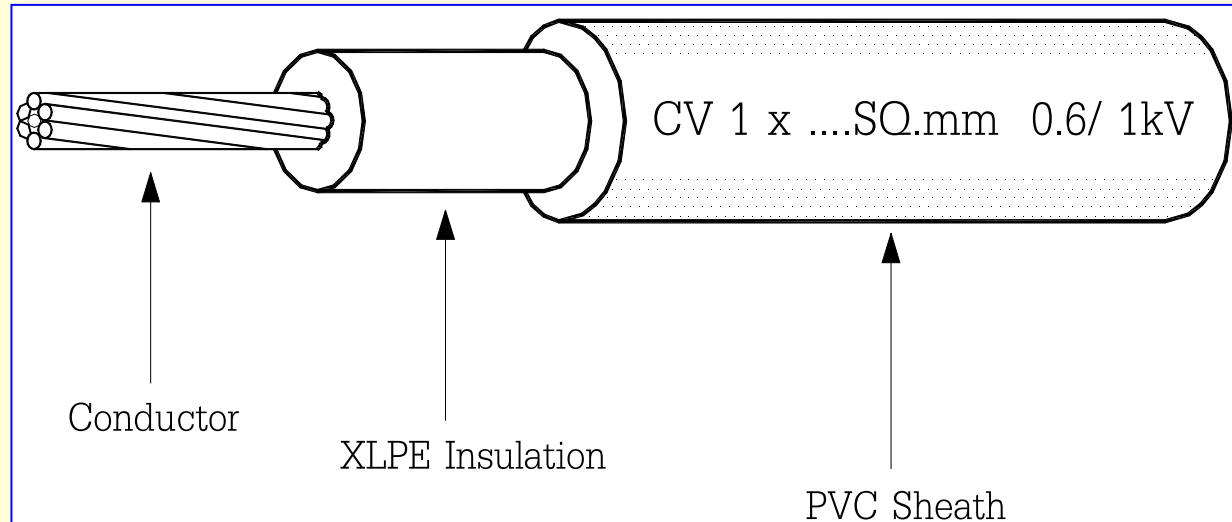 CV 1 x ....SQ.mm 0.6/ 1kV
Conductor
XLPE Insulation
PVC Sheath